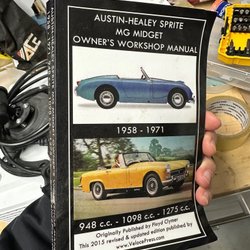 AUSTIN-HEALEY SPRITE
MG MIDGET
OWNER'S WORKSHOP MANUAL
1958 - 1971
948 c.c. - 1098 c.c. - 1275 c.c.
Originally Published by Floyd Clymer
This 2015 revised & updated edition published by
www.VelocePress.com